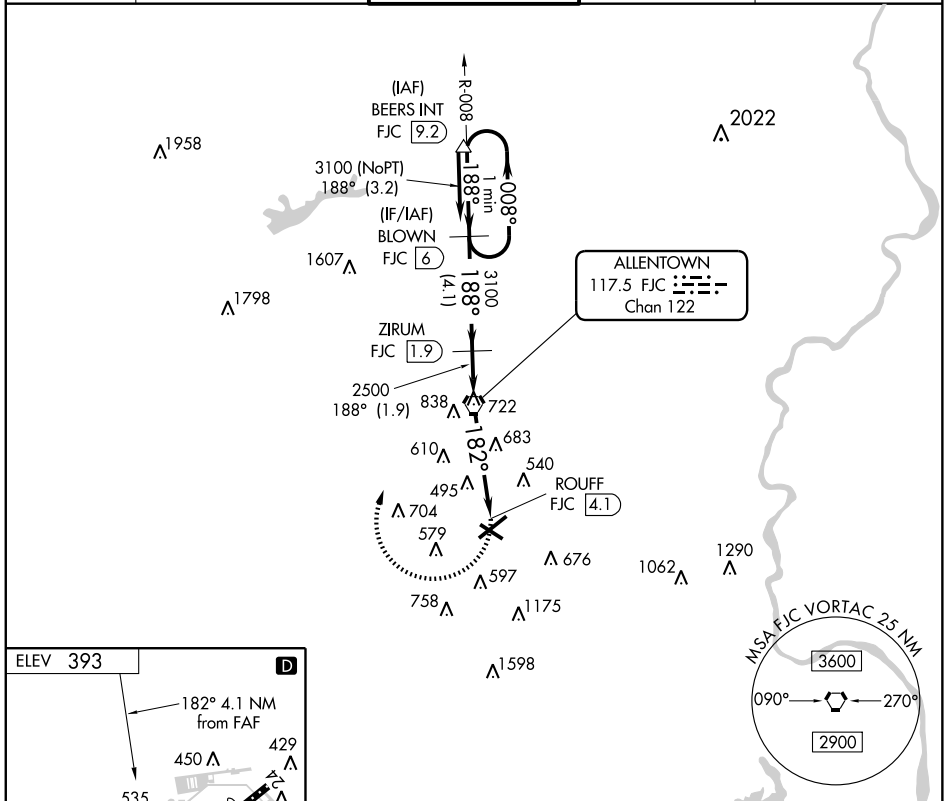 (IAF)
BEERS INT
FJC 9.2
R-008
2022
1958
3100 (NoPT)
188° (3.2)
188°
1 min
008°
(IF/IAF)
BLOWN
FJC 6
1607
1798
3100
188°
(4.1)
ALLENTOWN
117.5 FJC
Chan 122
ZIRUM
FJC 1.9
2500
188° (1.9)
838
722
182°
683
610
540
495
ROUFF
FJC 4.1
704
579
676
1062
1290
597
758
1175
1598
MSA FJC VORTAC 25 NM
3600
090°
270°
2900
ELEV 393
D
182° 4.1 NM
from FAF
450
429
24
535